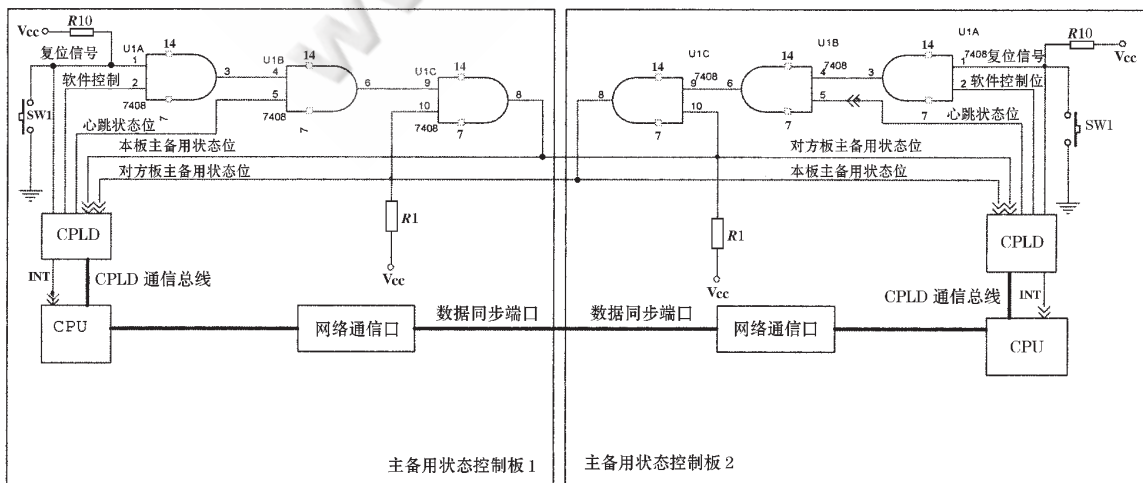 Vcc
R10
复位信号
1
U1A
14
软件控制
2
3
7408
7
SW1
U1B
14
4
5
6
7408
7
U1C
14
9
10
8
7408
7
心跳状态位
本板主备用状态位
对方板主备用状态位
R1
Vcc
CPLD
INT
CPLD 通信总线
CPU
网络通信口
数据同步端口
主备用状态控制板 1
U1C
14
7408
9
10
8
7
U1B
14
7408
4
5
6
7
U1A
14
7408
复位信号
1
2
软件控制位
3
7
R10
Vcc
SW1
心跳状态位
对方板主备用状态位
本板主备用状态位
R1
Vcc
CPLD
CPLD 通信总线
INT
数据同步端口
网络通信口
CPU
主备用状态控制板 2